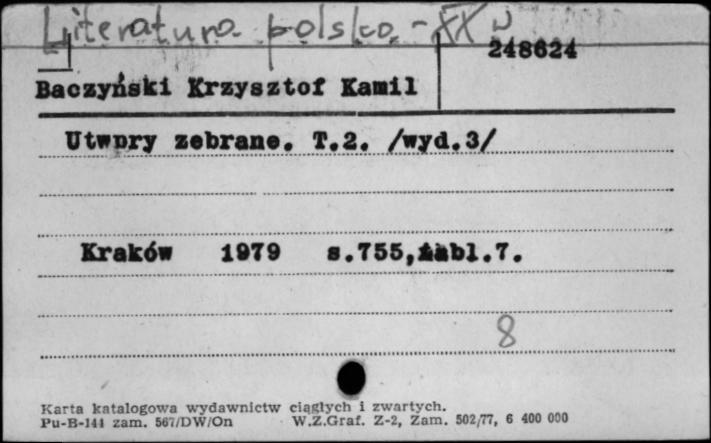 Literatura polska - XX w
248624
Baczyński Krzysztof Kamil
Utwory zebrane. T.2. /wyd.3/
Kraków 1979 s.755,tabl.7.
8
Karta katalogowa wydawnictw ciągłych i zwartych.
Pu-B-144 zam. 567/DW/On W.Z.Graf. Z-2, Zam. 502/77, 6 400 000